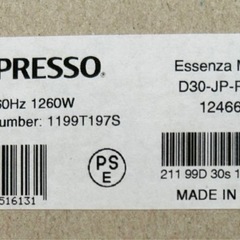 PRESSO®
Essenza M
D30-JP-
60Hz 1260W
12466
umber: 1199T197S
PS
E
516131
211 99D 30s 1
MADE IN